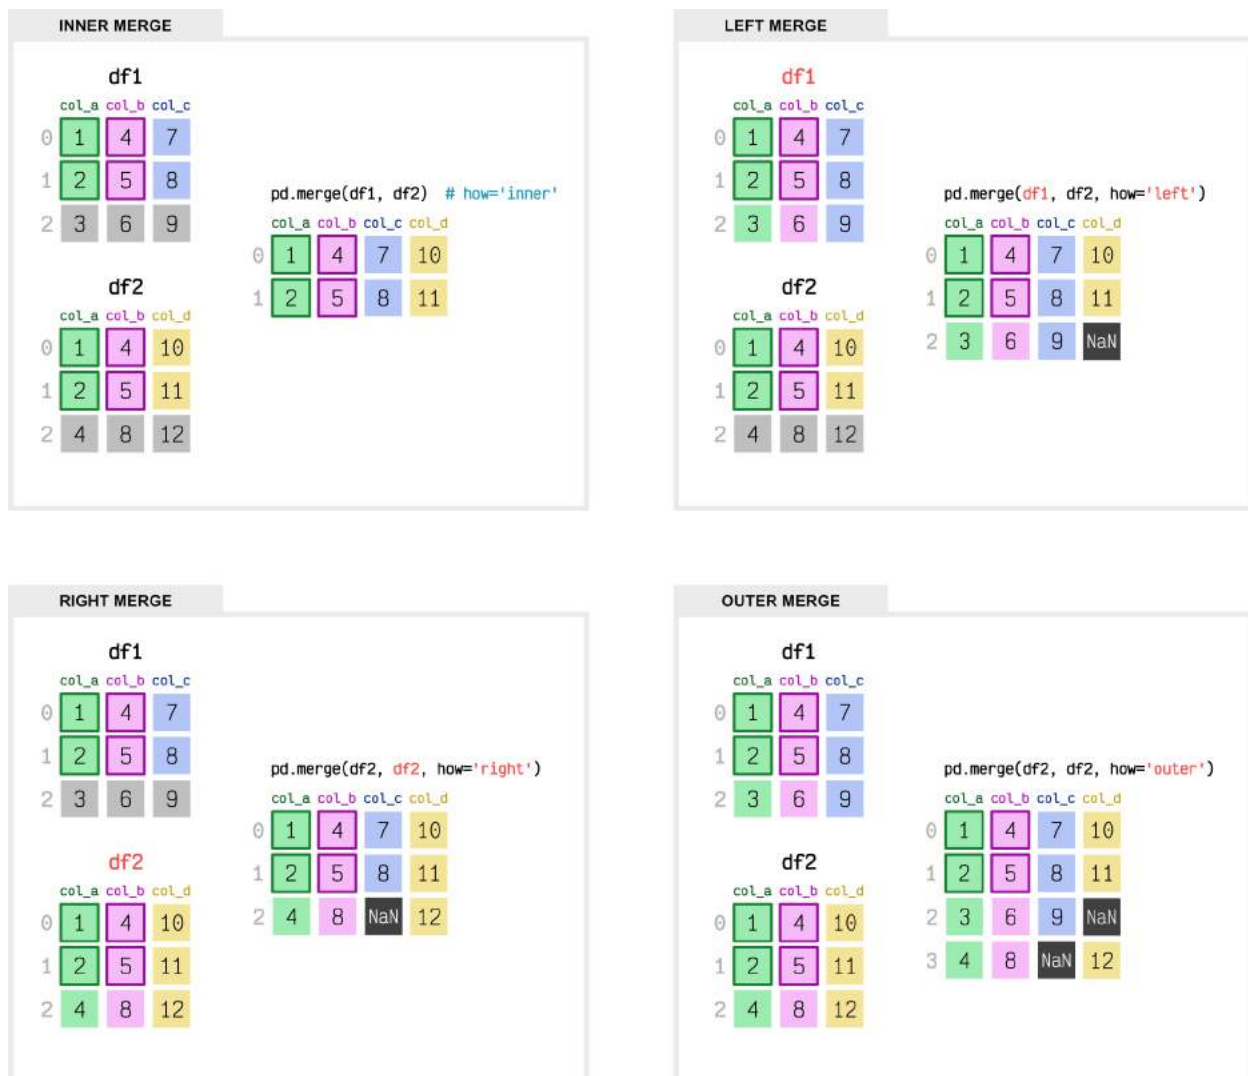 INNER MERGE
df1
col_a col_b col_c
0 1 4 7
1 2 5 8
2 3 6 9
df2
col_a col_b col_d
0 1 4 10
1 2 5 11
2 4 8 12
pd.merge(df1, df2) # how='inner'
col_a col_b col_c col_d
0 1 4 7 10
1 2 5 8 11
LEFT MERGE
df1
col_a col_b col_c
0 1 4 7
1 2 5 8
2 3 6 9
df2
col_a col_b col_d
0 1 4 10
1 2 5 11
2 4 8 12
pd.merge(df1, df2, how='left')
col_a col_b col_c col_d
0 1 4 7 10
1 2 5 8 11
2 3 6 9 NaN
RIGHT MERGE
df1
col_a col_b col_c
0 1 4 7
1 2 5 8
2 3 6 9
df2
col_a col_b col_d
0 1 4 10
1 2 5 11
2 4 8 12
pd.merge(df2, df2, how='right')
col_a col_b col_c col_d
0 1 4 7 10
1 2 5 8 11
2 4 8 NaN 12
OUTER MERGE
df1
col_a col_b col_c
0 1 4 7
1 2 5 8
2 3 6 9
df2
col_a col_b col_d
0 1 4 10
1 2 5 11
2 4 8 12
pd.merge(df2, df2, how='outer')
col_a col_b col_c col_d
0 1 4 7 10
1 2 5 8 11
2 3 6 9 NaN
3 4 8 NaN 12